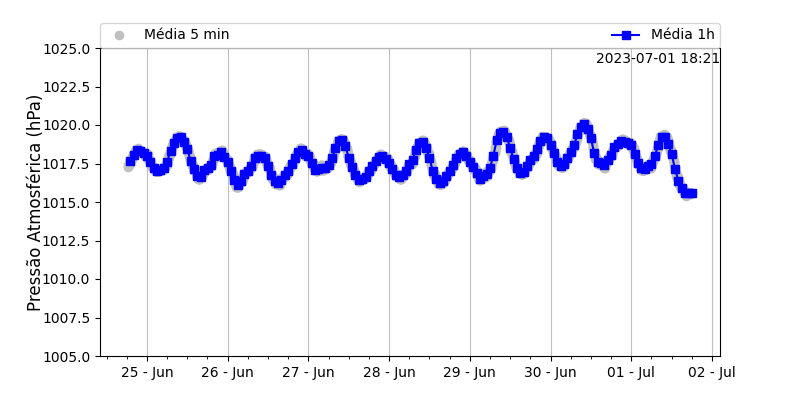 Média 5 min
Média 1h
2023-07-01 18:21
Pressão Atmosférica (hPa)
1025.0
1022.5
1020.0
1017.5
1015.0
1012.5
1010.0
1007.5
1005.0
25 - Jun
26 - Jun
27 - Jun
28 - Jun
29 - Jun
30 - Jun
01 - Jul
02 - Jul